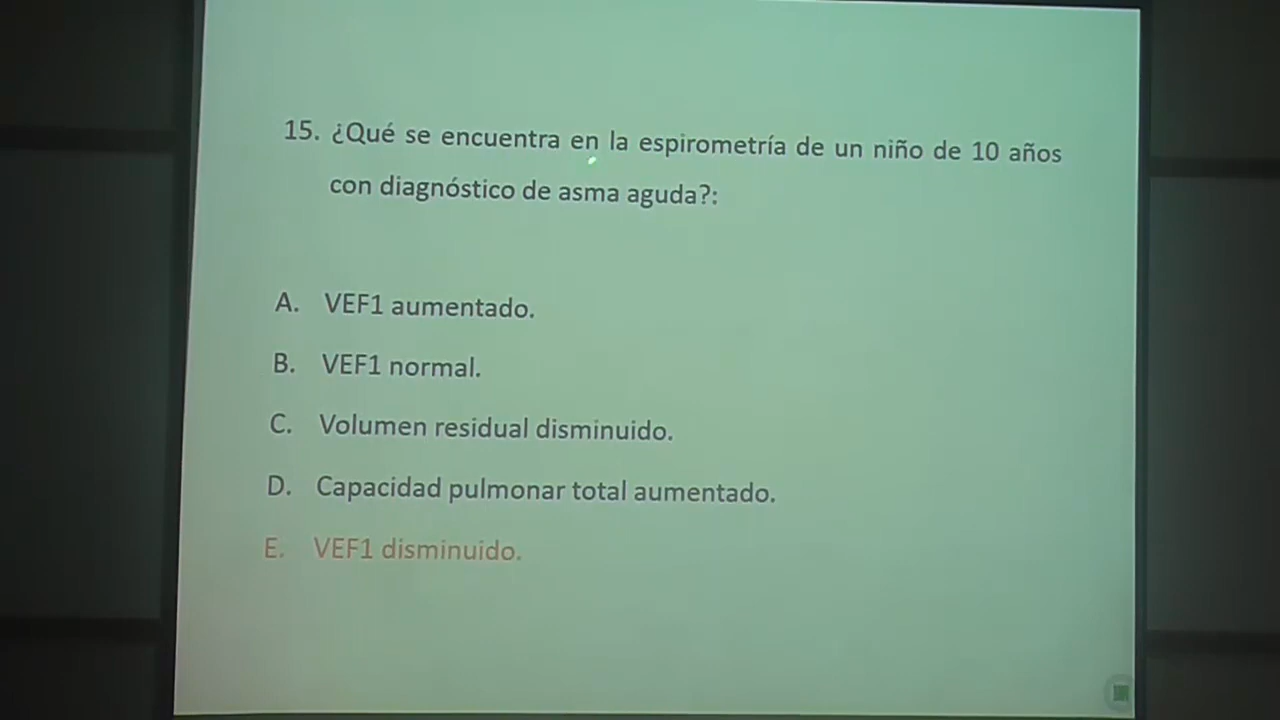 15. ¿Qué se encuentra en la espirometría de un niño de 10 años
con diagnóstico de asma aguda?:
A. VEF1 aumentado.
B. VEF1 normal.
C. Volumen residual disminuido.
D. Capacidad pulmonar total aumentado.
E. VEF1 disminuido.